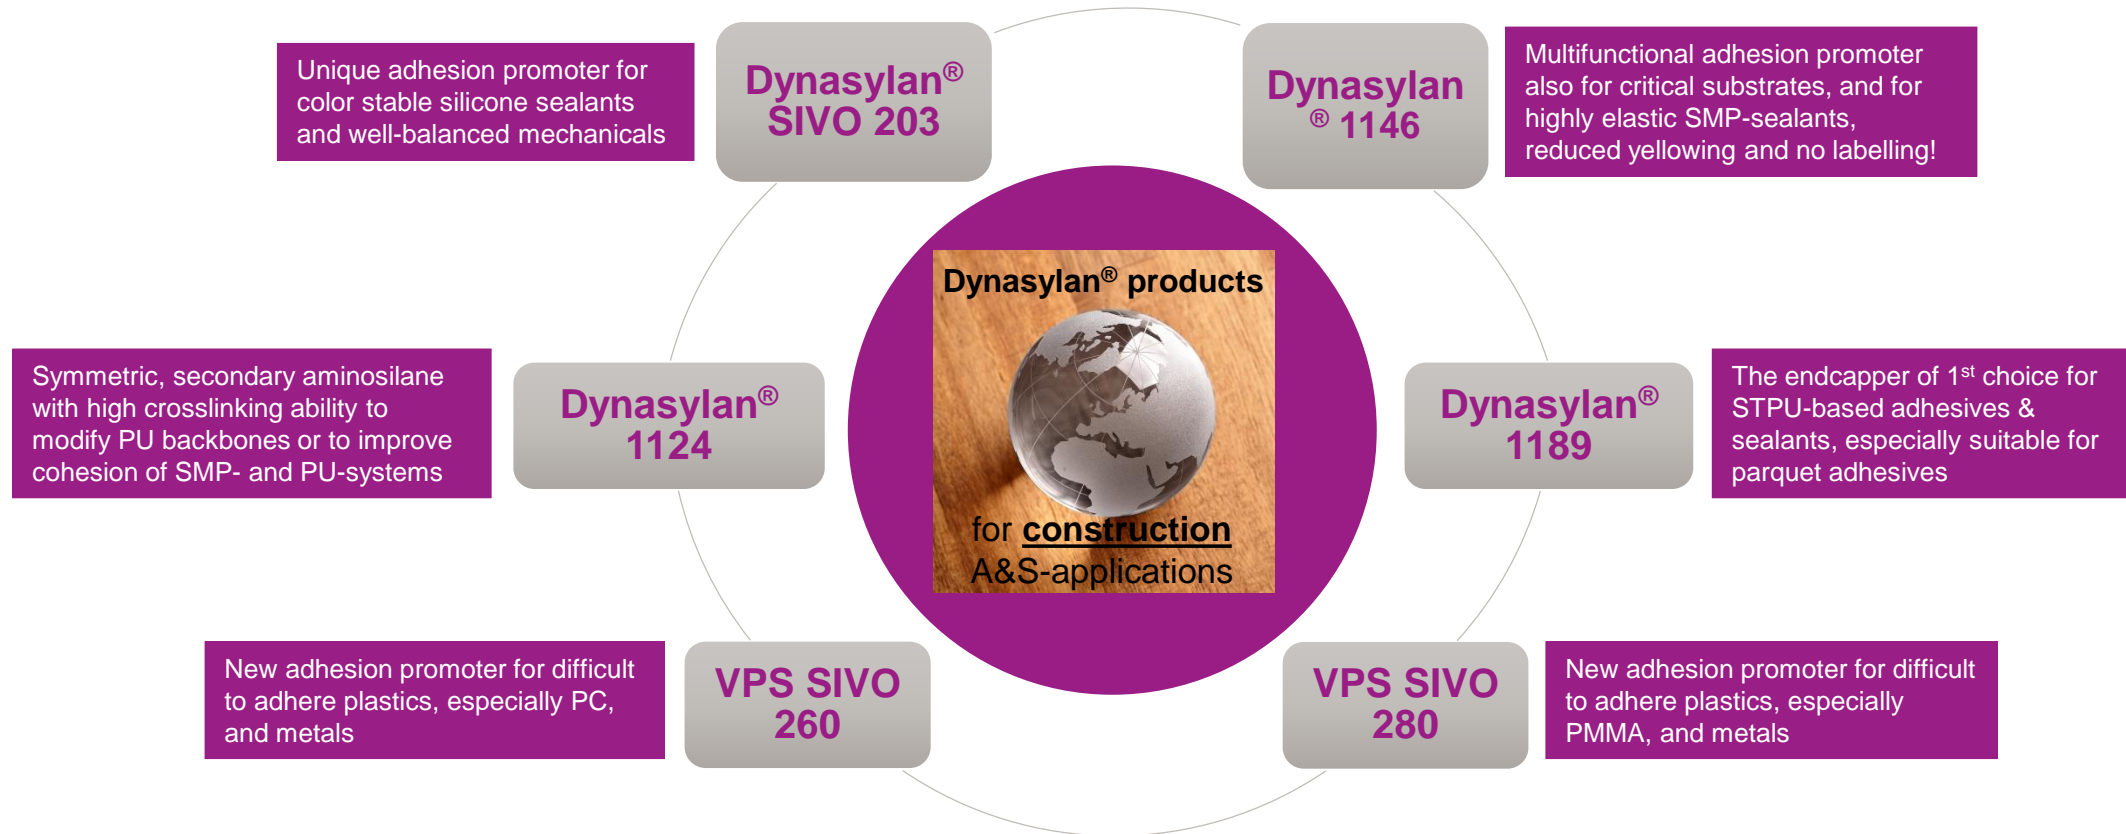 Unique adhesion promoter for
color stable silicone sealants
and well-balanced mechanicals
Dynasylan®
SIVO 203
Dynasylan
® 1146
Multifunctional adhesion promoter
also for critical substrates, and for
highly elastic SMP-sealants,
reduced yellowing and no labelling!
Dynasylan® products
for construction
A&S-applications
Symmetric, secondary aminosilane
with high crosslinking ability to
modify PU backbones or to improve
cohesion of SMP- and PU-systems
Dynasylan®
1124
Dynasylan®
1189
The endcapper of 1st choice for
STPU-based adhesives &
sealants, especially suitable for
parquet adhesives
New adhesion promoter for difficult
to adhere plastics, especially PC,
and metals
VPS SIVO
260
VPS SIVO
280
New adhesion promoter for difficult
to adhere plastics, especially
PMMA, and metals